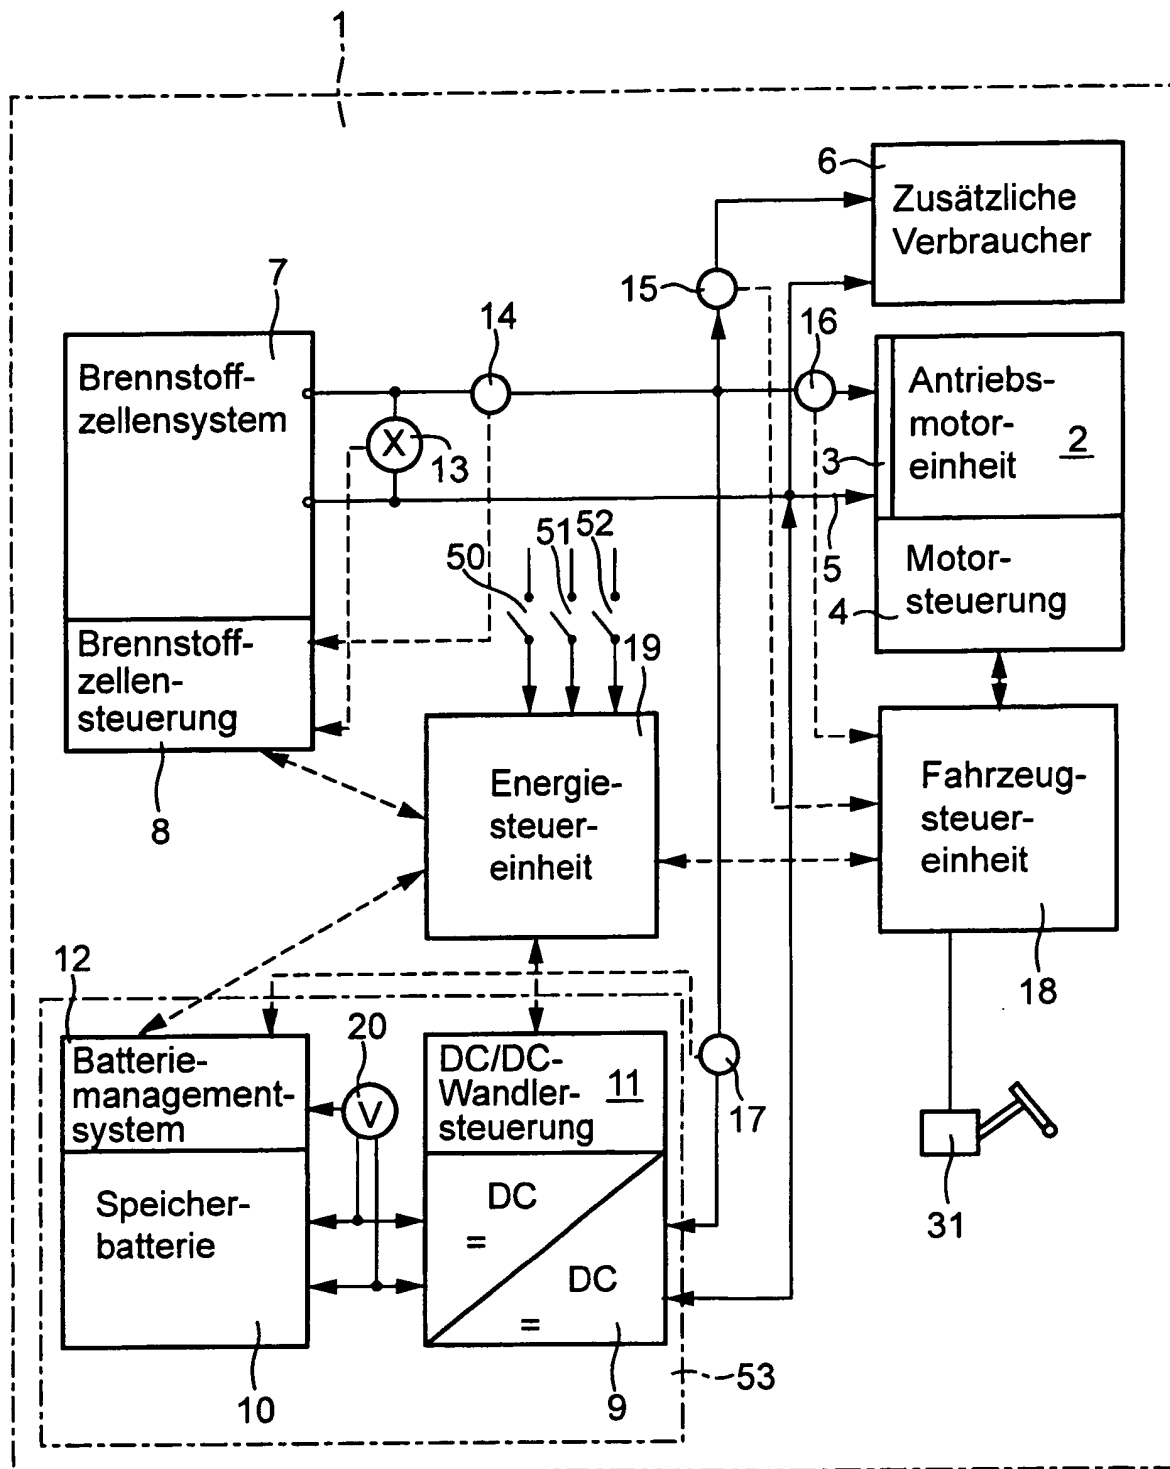 1
6
Zusätzliche
Verbraucher
7
15
14
16
Brennstoff-
zellensystem
Antriebs-
motor-
einheit
2
X
13
3
5
50
51
52
Motor-
steuerung
4
Brennstoff-
zellen-
steuerung
8
19
Energie-
steuer-
einheit
Fahrzeug-
steuer-
einheit
18
12
20
Batterie-
management-
system
V
DC/DC-
Wandler-
steuerung
11
17
Speicher-
batterie
DC
=
DC
=
31
10
9
53